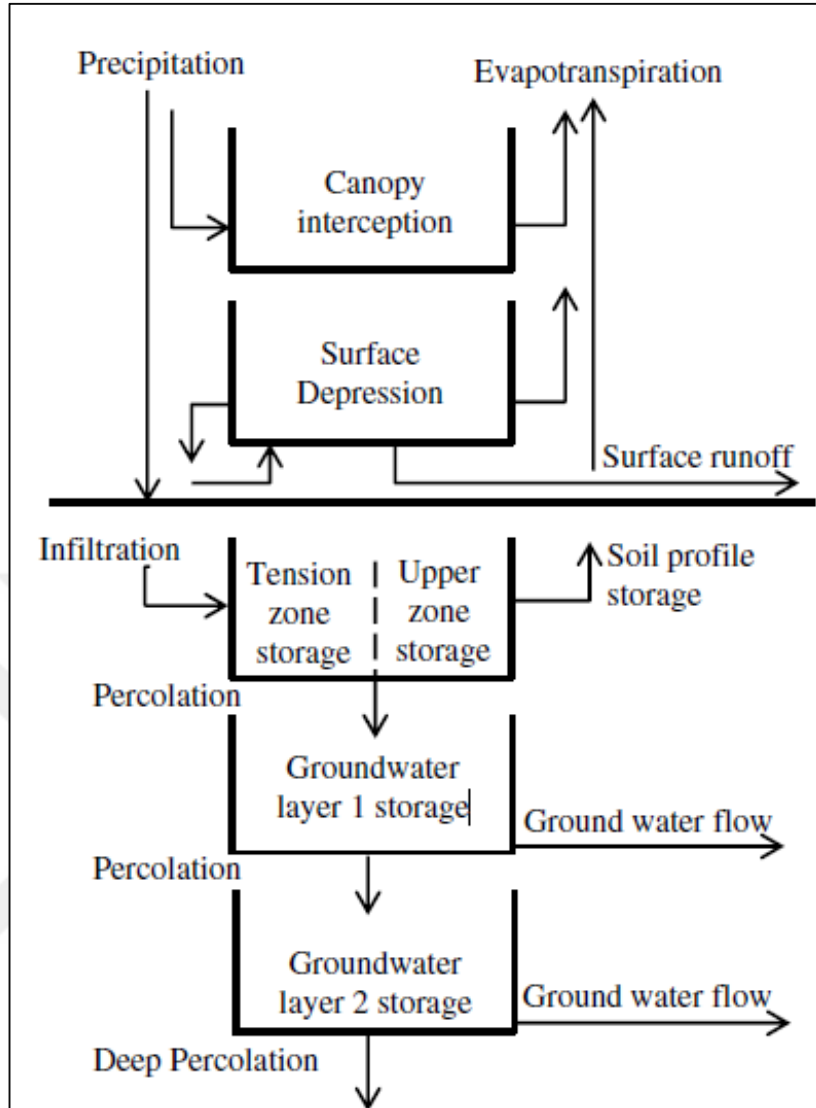 Precipitation
Evapotranspiration
Canopy
interception
Surface
Depression
Surface runoff
Infiltration
Tension
zone
storage
Upper
zone
storage
Soil profile
storage
Percolation
Groundwater
layer 1 storage
Ground water flow
Percolation
Groundwater
layer 2 storage
Ground water flow
Deep Percolation